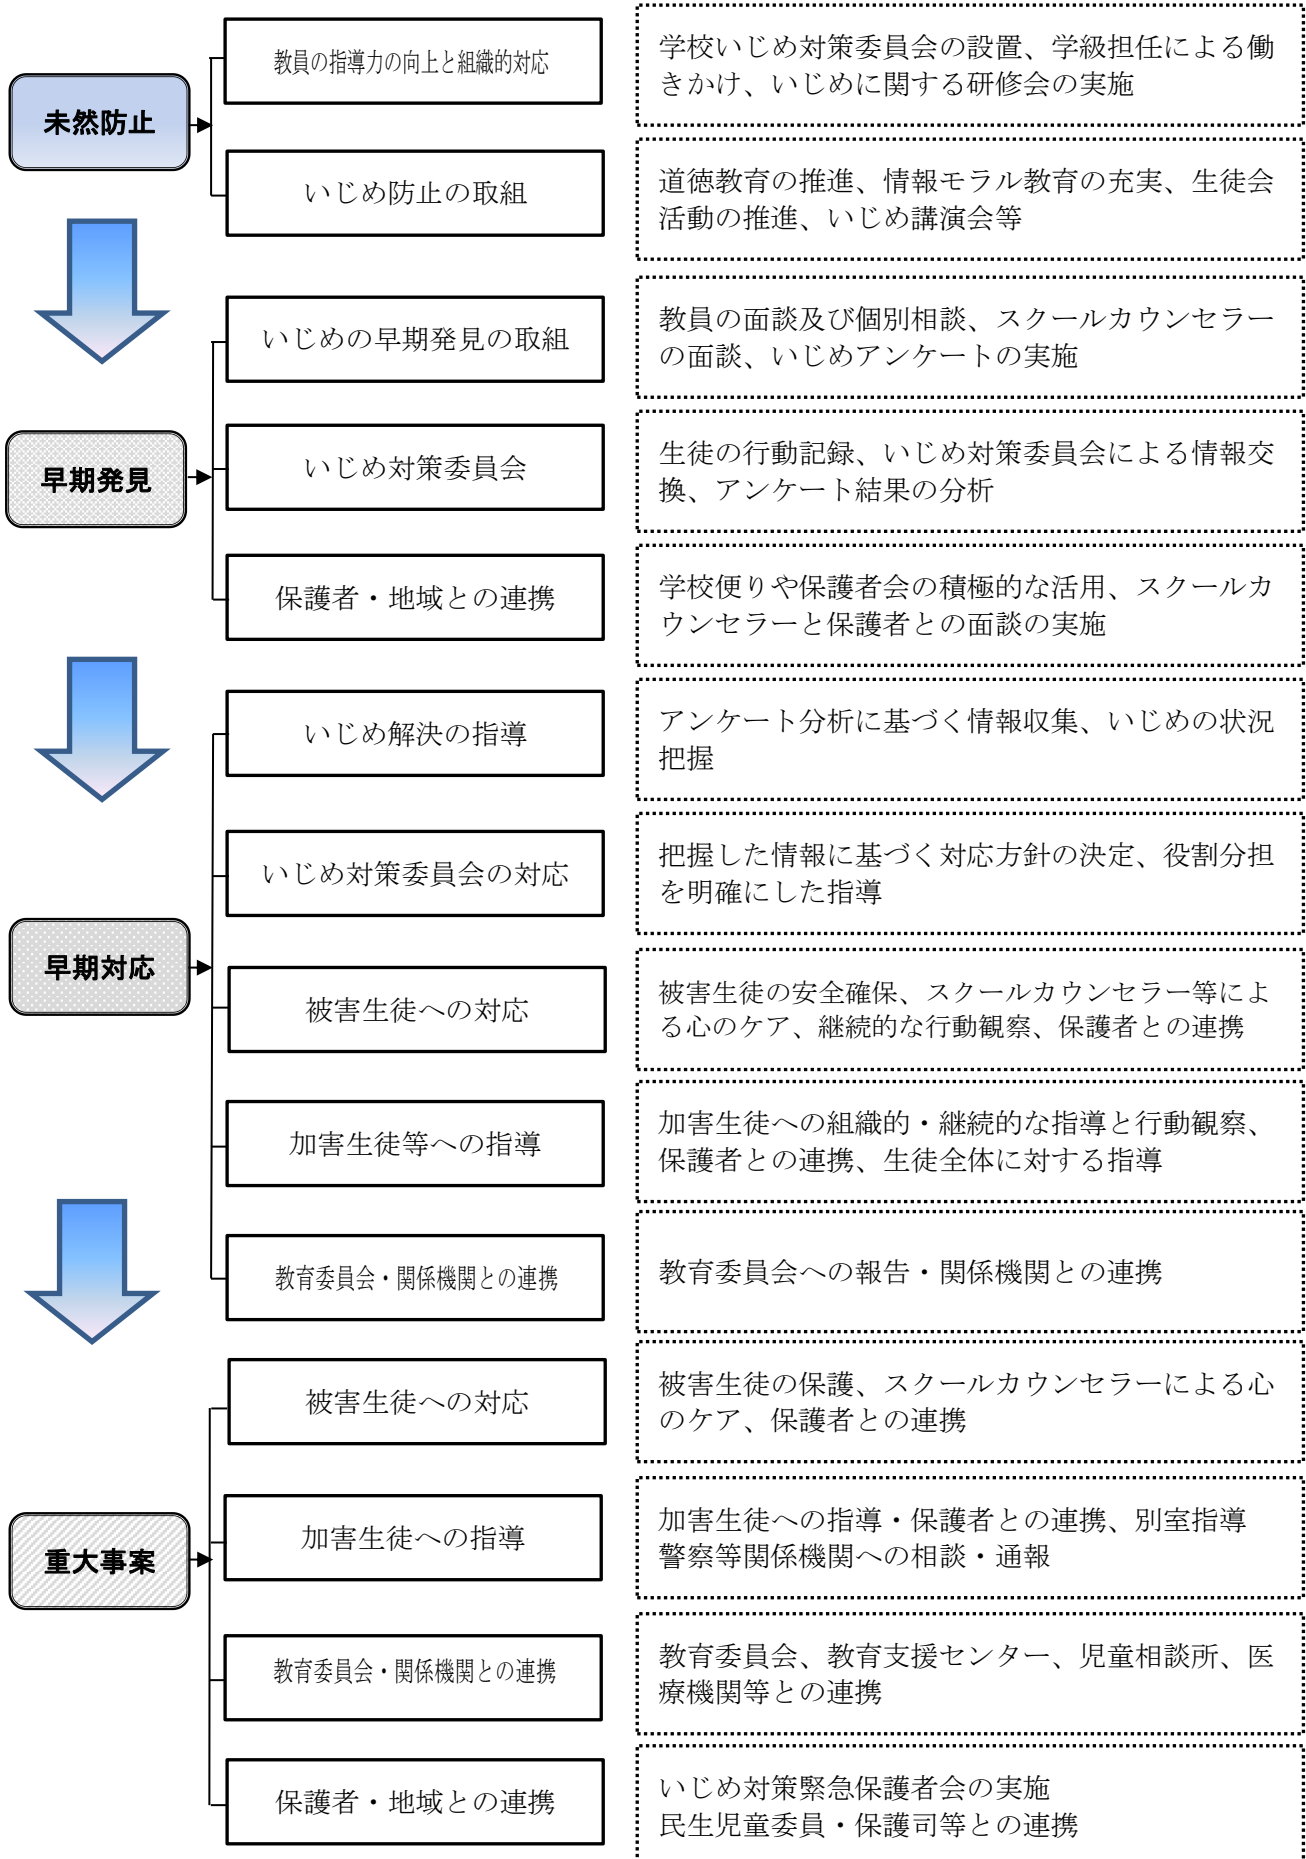 未然防止
教員の指導力の向上と組織的対応
学校いじめ対策委員会の設置、学級担任による働
きかけ、いじめに関する研修会の実施
いじめ防止の取組
道徳教育の推進、情報モラル教育の充実、生徒会
活動の推進、いじめ講演会等
早期発見
いじめの早期発見の取組
教員の面談及び個別相談、スクールカウンセラー
の面談、いじめアンケートの実施
いじめ対策委員会
生徒の行動記録、いじめ対策委員会による情報交
換、アンケート結果の分析
保護者・地域との連携
学校便りや保護者会の積極的な活用、スクールカ
ウンセラーと保護者との面談の実施
早期対応
いじめ解決の指導
アンケート分析に基づく情報収集、いじめの状況
把握
いじめ対策委員会の対応
把握した情報に基づく対応方針の決定、役割分担
を明確にした指導
被害生徒への対応
被害生徒の安全確保、スクールカウンセラー等によ
る心のケア、継続的な行動観察、保護者との連携
加害生徒等への指導
加害生徒への組織的・継続的な指導と行動観察、
保護者との連携、生徒全体に対する指導
教育委員会・関係機関との連携
教育委員会への報告・関係機関との連携
重大事案
被害生徒への対応
被害生徒の保護、スクールカウンセラーによる心
のケア、保護者との連携
加害生徒への指導
加害生徒への指導・保護者との連携、別室指導
警察等関係機関への相談・通報
教育委員会・関係機関との連携
教育委員会、教育支援センター、児童相談所、医
療機関等との連携
保護者・地域との連携
いじめ対策緊急保護者会の実施
民生児童委員・保護司等との連携